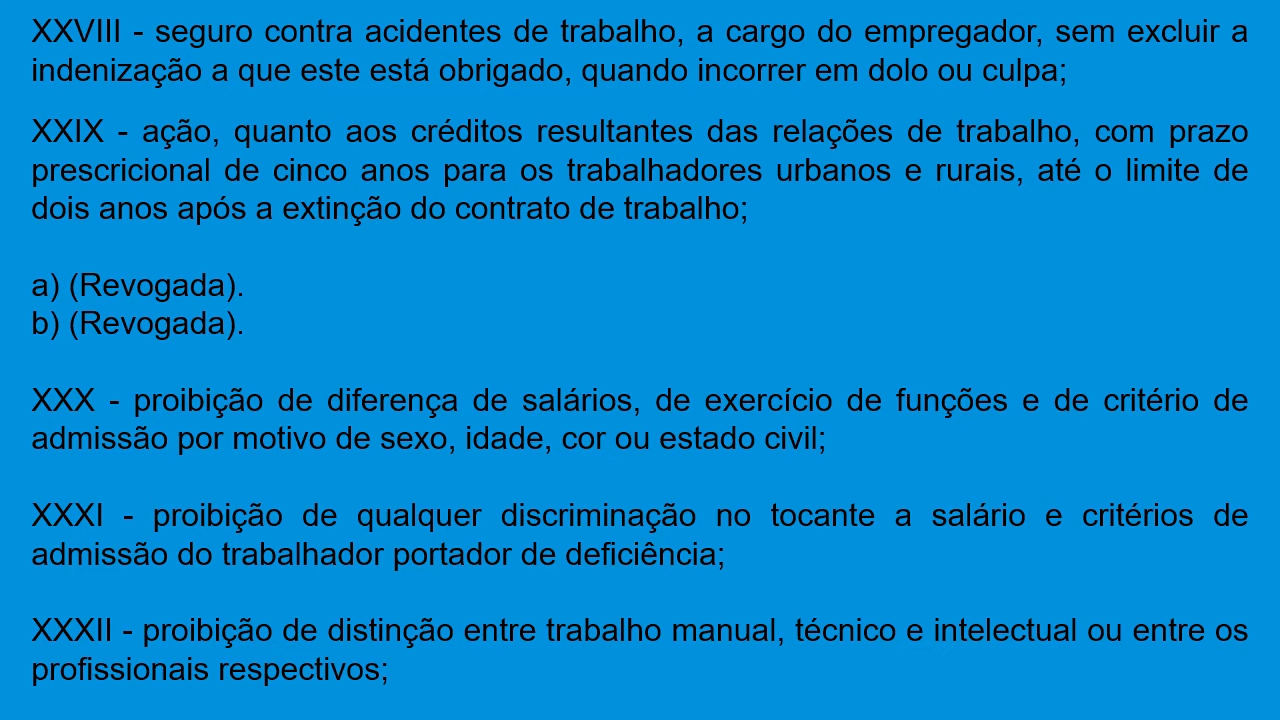 XXVIII - seguro contra acidentes de trabalho, a cargo do empregador, sem excluir a
indenização a que este está obrigado, quando incorrer em dolo ou culpa;
XXIX - ação, quanto aos créditos resultantes das relações de trabalho, com prazo
prescricional de cinco anos para os trabalhadores urbanos e rurais, até o limite de
dois anos após a extinção do contrato de trabalho;
a) (Revogada).
b) (Revogada).
XXX - proibição de diferença de salários, de exercício de funções e de critério de
admissão por motivo de sexo, idade, cor ou estado civil;
XXXI - proibição de qualquer discriminação no tocante a salário e critérios de
admissão do trabalhador portador de deficiência;
XXXII - proibição de distinção entre trabalho manual, técnico e intelectual ou entre os
profissionais respectivos;